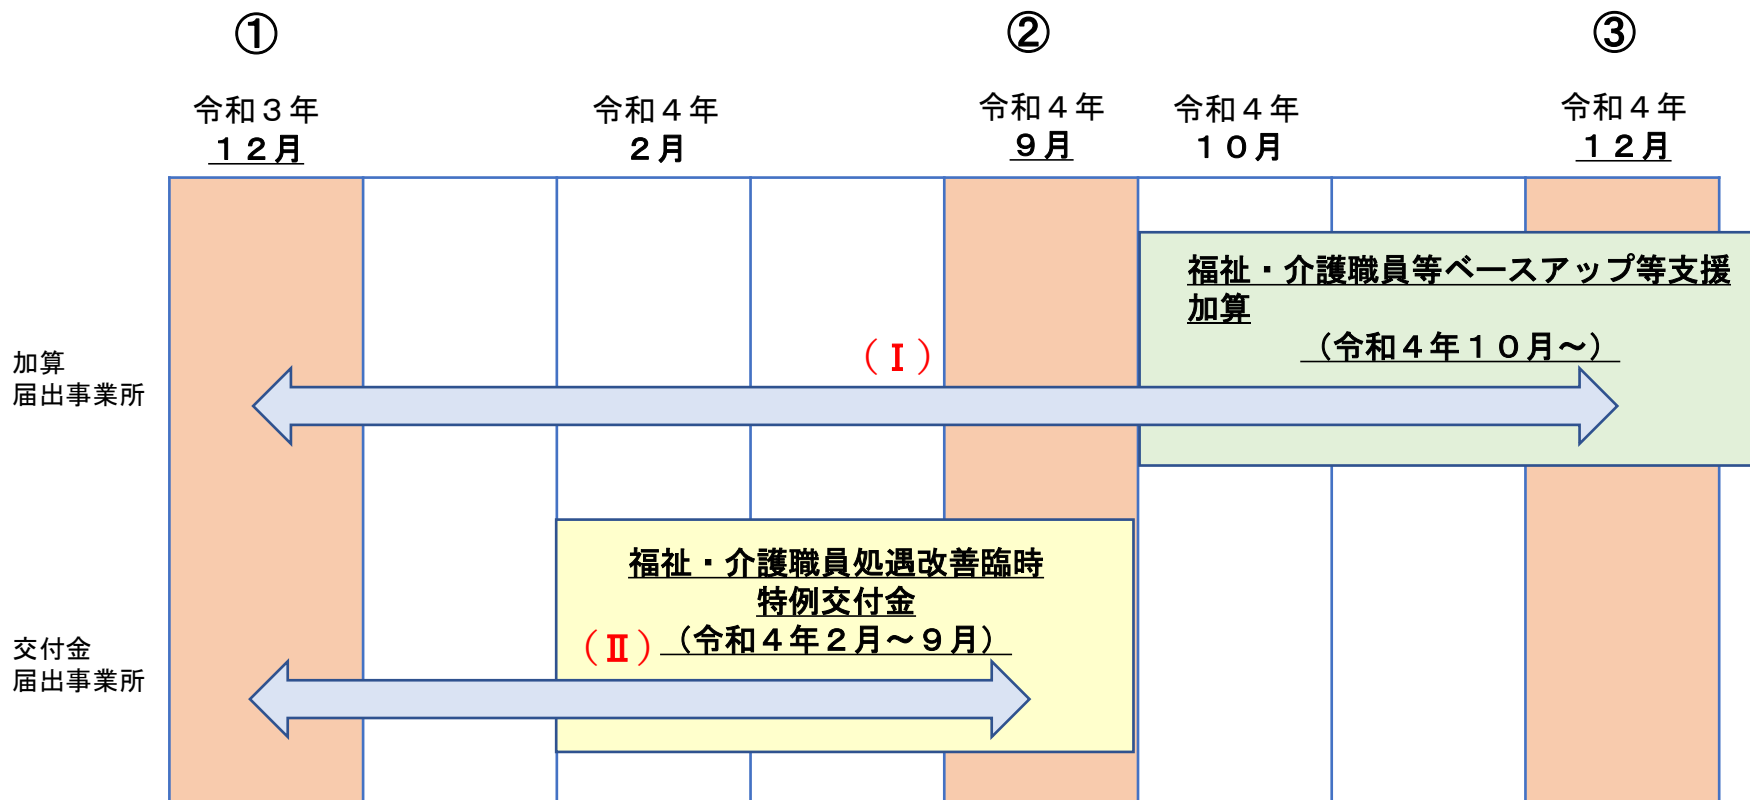 ①
②
③
令和３年
１２月
令和４年
２月
令和４年
９月
令和４年
１０月
令和４年
１２月
福祉・介護職員等ベースアップ等支援
加算
（令和４年１０月～）
（Ⅰ）
加算
届出事業所
福祉・介護職員処遇改善臨時
特例交付金
（令和４年２月～９月）
（Ⅱ）
交付金
届出事業所